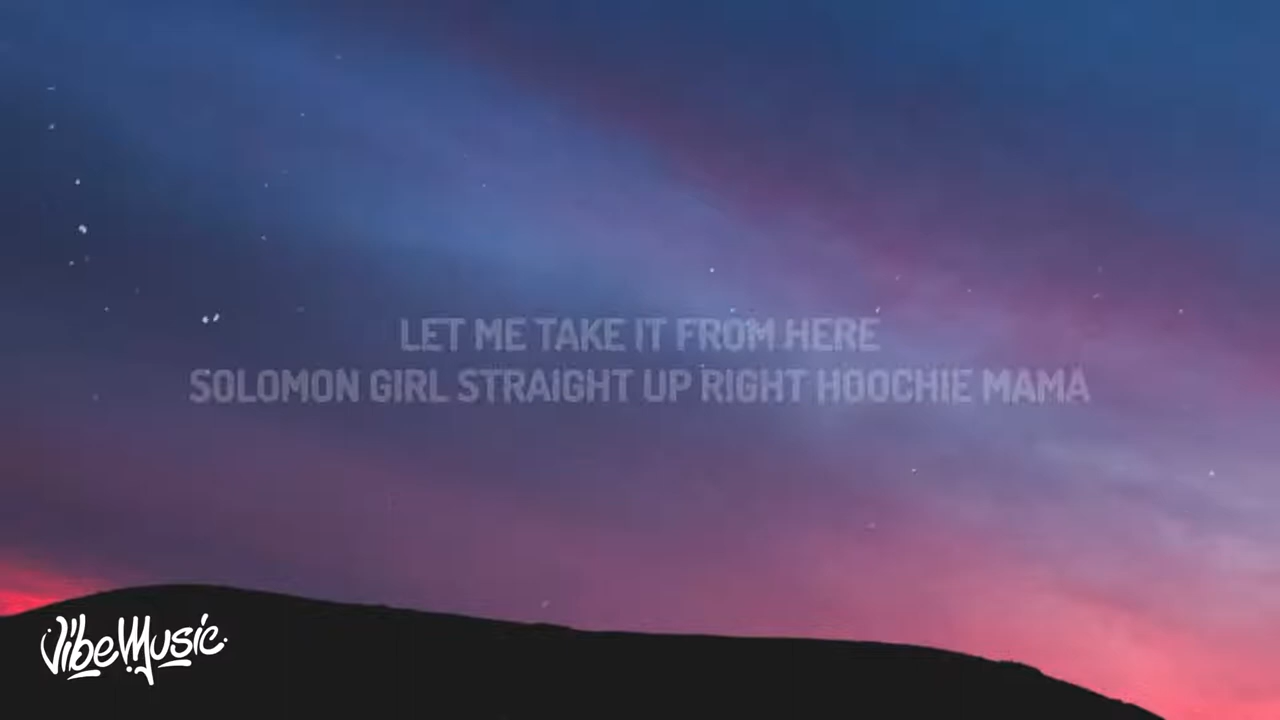 LET ME TAKE IT FROM HERE
SOLOMON GIRL STRAIGHT UP RIGHT HOOCHIE MAMA
VibeMusic